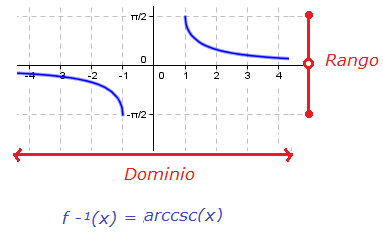 π/2
0
Rango
-4 -3 -2 -1 0 1 2 3 4
-π/2
Dominio
f -¹(x) = arccsc(x)